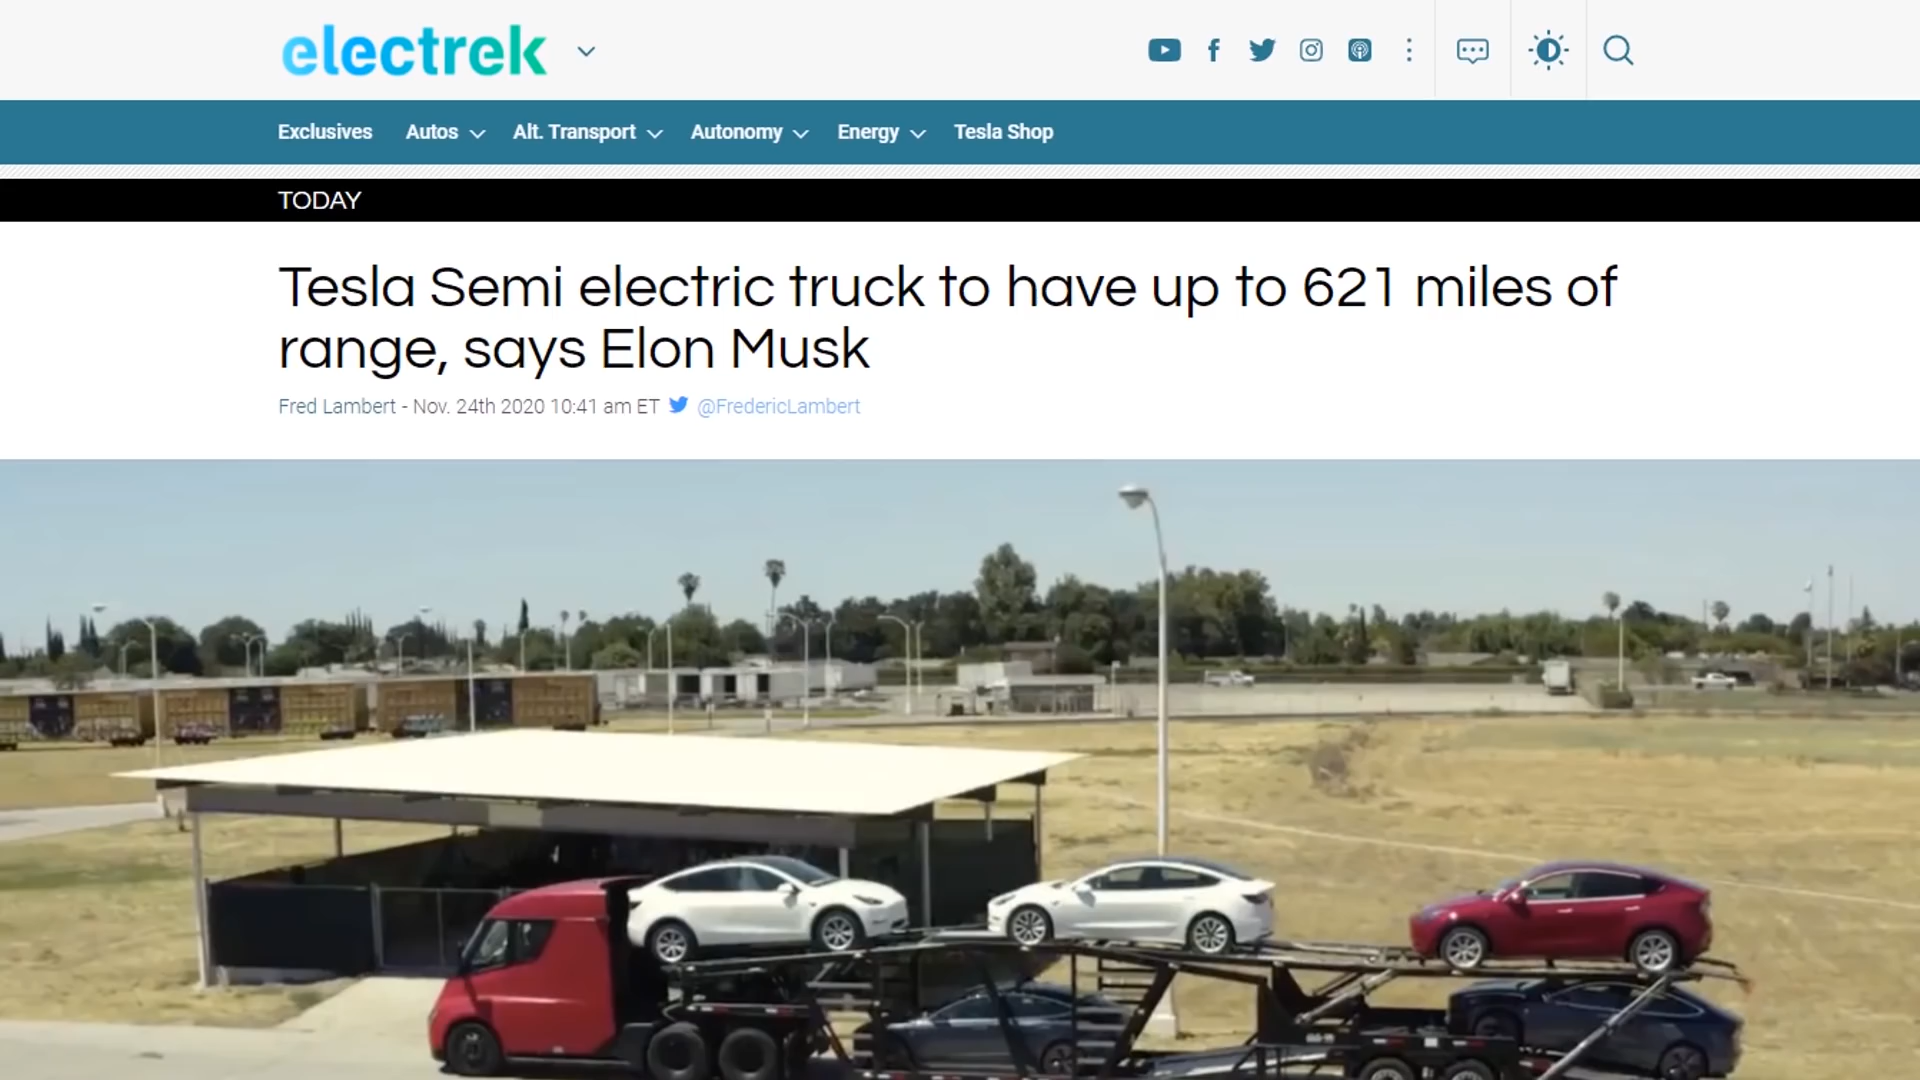 electrek
Exclusives Autos Alt. Transport Autonomy Energy Tesla Shop
TODAY
Tesla Semi electric truck to have up to 621 miles of
range, says Elon Musk
Fred Lambert - Nov. 24th 2020 10:41 am ET @FredericLambert